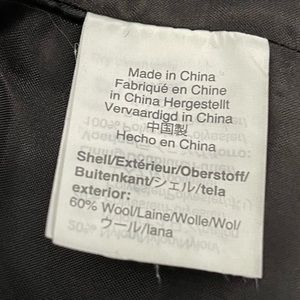 Made in China
Fabriqué en Chine
in China Hergestellt
Vervaardigd in China
中国製
Hecho en China
Shell/Extérieur/Oberstoff/
Buitenkant/シェル/tela
exterior:
60% Wool/Laine/Wolle/Wol/
ウール/lana